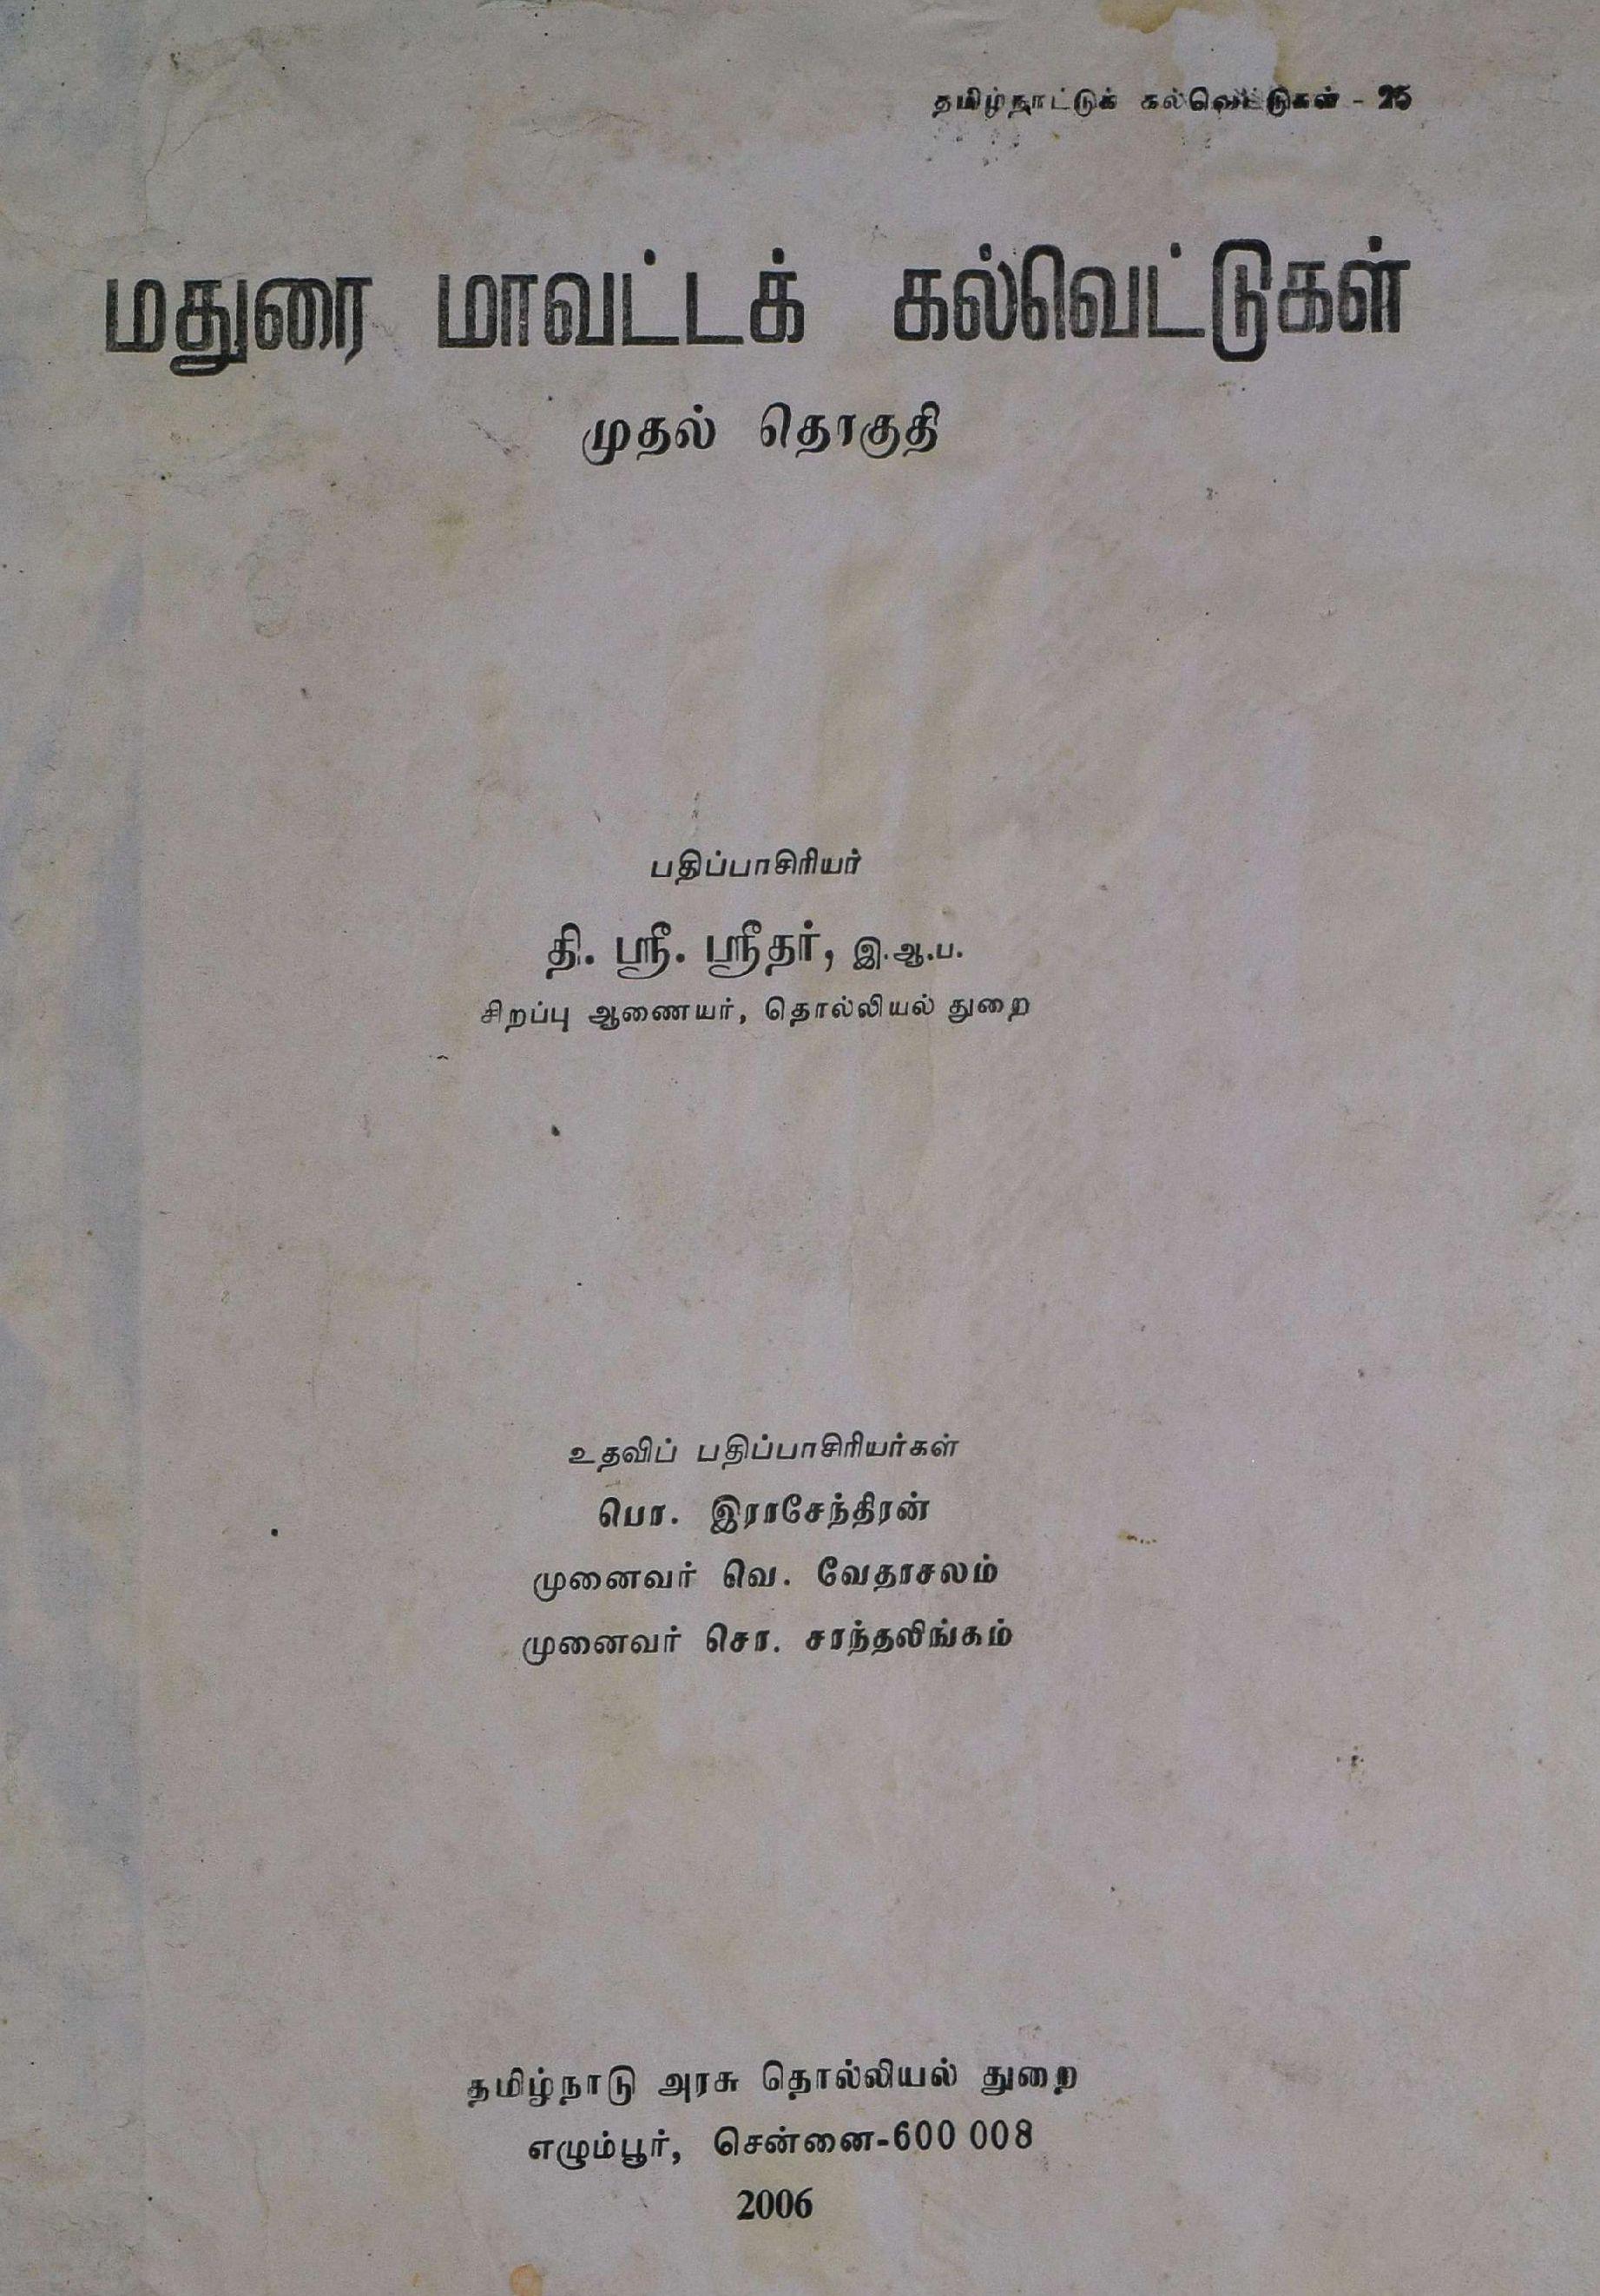 தமிழ்நாட்டுக் கல்வெட்டுகள் - 25
மதுரை மாவட்டக் கல்வெட்டுகள்
முதல் தொகுதி
பதிப்பாசிரியர்
தி. ஸ்ரீ. ஸ்ரீதர், இ.ஆ.ப.
சிறப்பு ஆணையர், தொல்லியல் துறை
உதவிப் பதிப்பாசிரியர்கள்
பொ. இராசேந்திரன்
முனைவர் வெ. வேதாசலம்
முனைவர் சொ. சாந்தலிங்கம்
தமிழ்நாடு அரசு தொல்லியல் துறை
எழும்பூர், சென்னை-600 008
2006